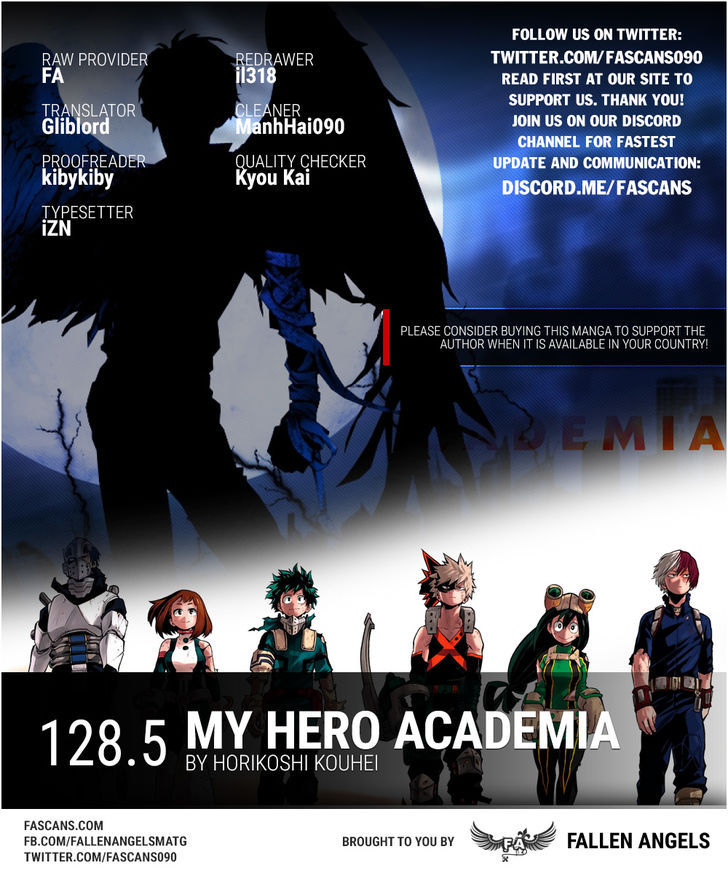 RAW PROVIDER
FA
TRANSLATOR
Gliblord
PROOFREADER
kibykiby
TYPESETTER
iZN
REDRAWER
il318
CLEANER
ManhHai090
QUALITY CHECKER
Kyou Kai
FOLLOW US ON TWITTER:
TWITTER.COM/FASCANS090
READ FIRST AT OUR SITE TO
SUPPORT US. THANK YOU!
JOIN US ON OUR DISCORD
CHANNEL FOR FASTEST
UPDATE AND COMMUNICATION:
DISCORD.ME/FASCANS
PLEASE CONSIDER BUYING THIS MANGA TO SUPPORT THE
AUTHOR WHEN IT IS AVAILABLE IN YOUR COUNTRY!
ADEMIA
128.5 MY HERO ACADEMIA
BY HORIKOSHI KOUHEI
FASCANS.COM
FB.COM/FALLENANGELSMATG
TWITTER.COM/FASCANS090
BROUGHT TO YOU BY FA FALLEN ANGELS